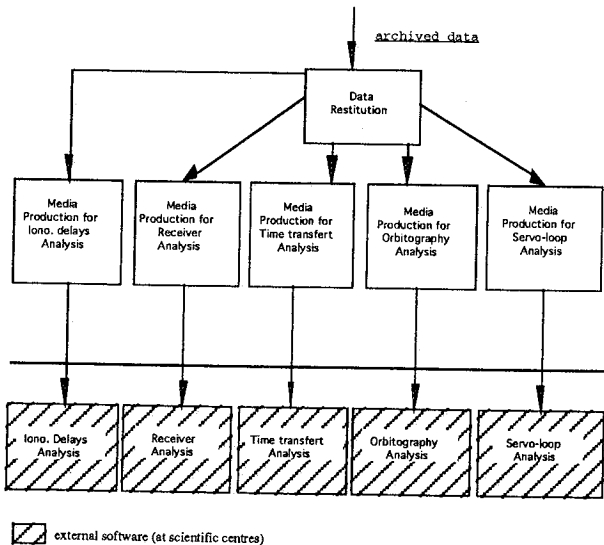 archived data
Data
Restitution
Media
Production for
Iono. delays
Analysis
Media
Production for
Receiver
Analysis
Media
Production for
Time transfert
Analysis
Media
Production for
Orbitography
Analysis
Media
Production for
Servo-loop
Analysis
Iono. Delays
Analysis
Receiver
Analysis
Time transfert
Analysis
Orbitography
Analysis
Servo-loop
Analysis
external software (at scientific centres)